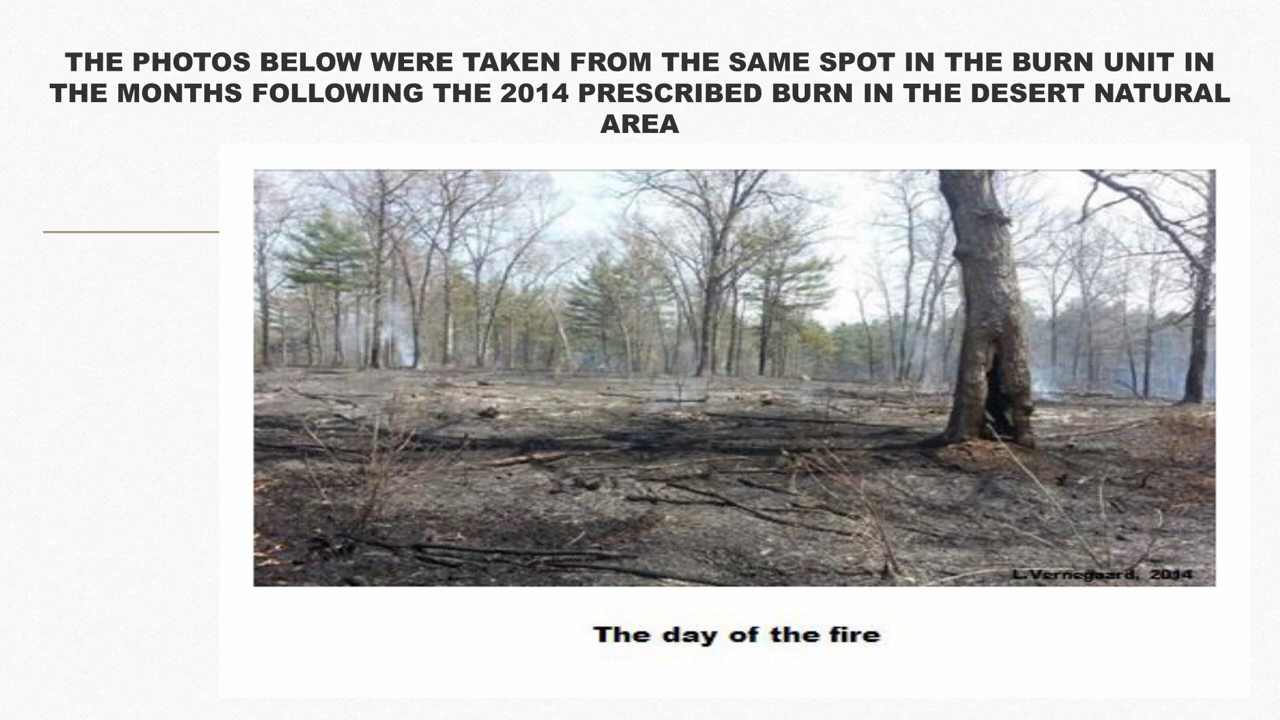 THE PHOTOS BELOW WERE TAKEN FROM THE SAME SPOT IN THE BURN UNIT IN
THE MONTHS FOLLOWING THE 2014 PRESCRIBED BURN IN THE DESERT NATURAL
AREA
L.Vernegaard, 2014
The day of the fire